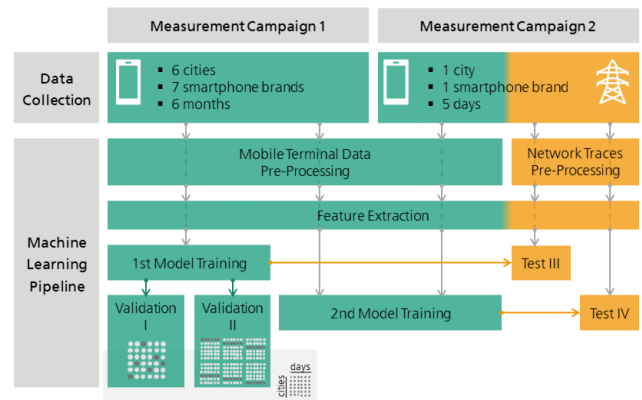 Measurement Campaign 1
Measurement Campaign 2
Data
Collection
▪ 6 cities
▪ 7 smartphone brands
▪ 6 months
▪ 1 city
▪ 1 smartphone brand
▪ 5 days
Mobile Terminal Data
Pre-Processing
Network Traces
Pre-Processing
Feature Extraction
Machine
Learning
Pipeline
1st Model Training
Test III
Validation
I
Validation
II
2nd Model Training
Test IV
days
cities